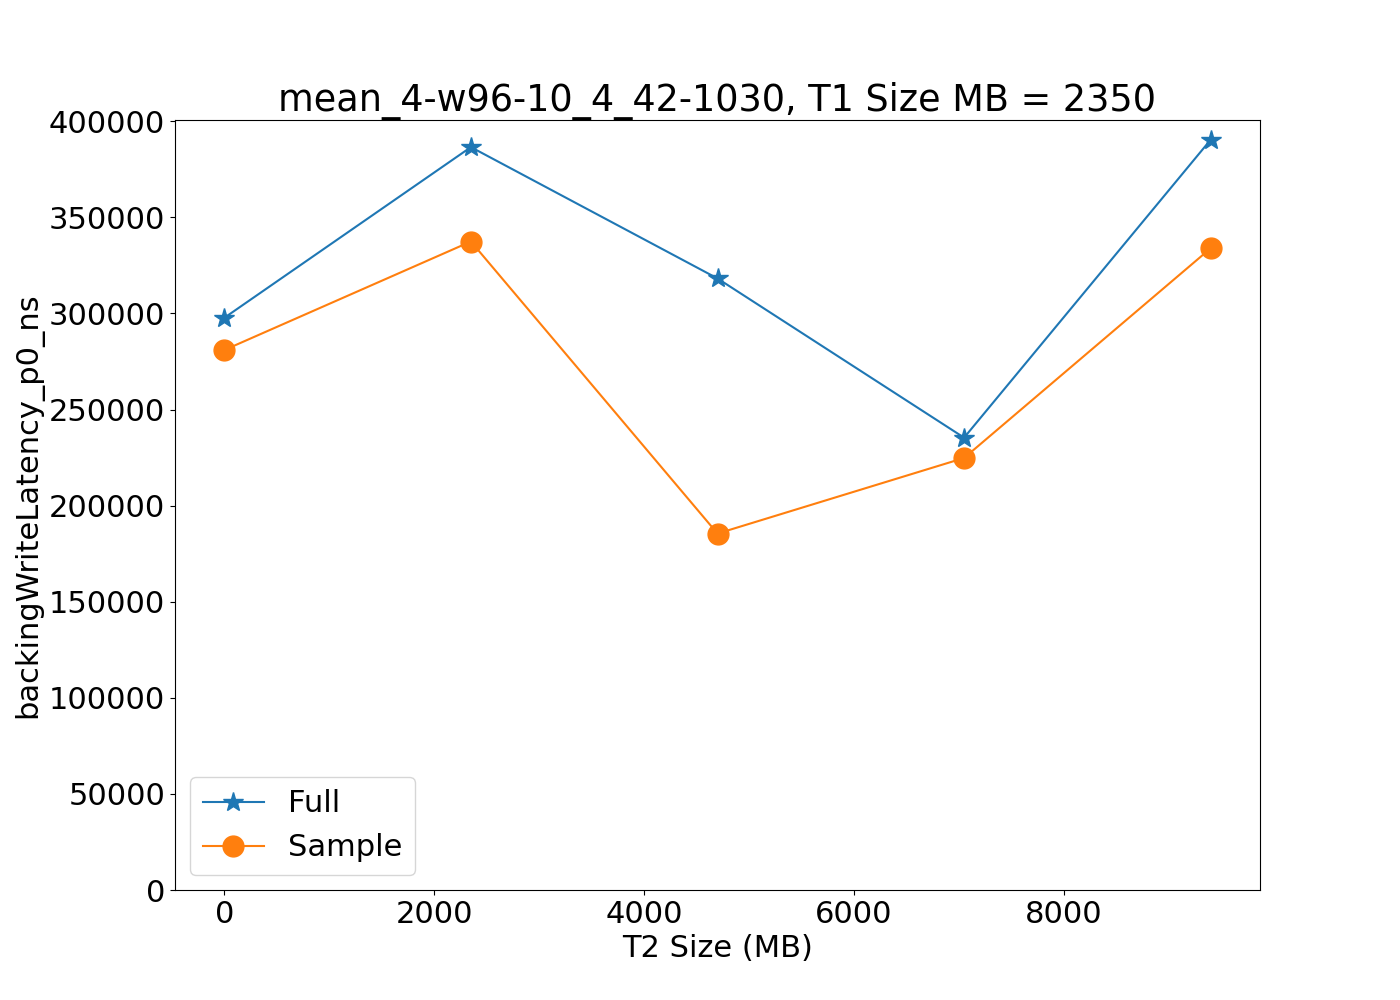 mean_4-w96-10_4_42-1030, T1 Size MB = 2350
backingWriteLatency_p0_ns
400000
350000
300000
250000
200000
150000
100000
50000
0
Full
Sample
0 2000 4000 6000 8000
T2 Size (MB)